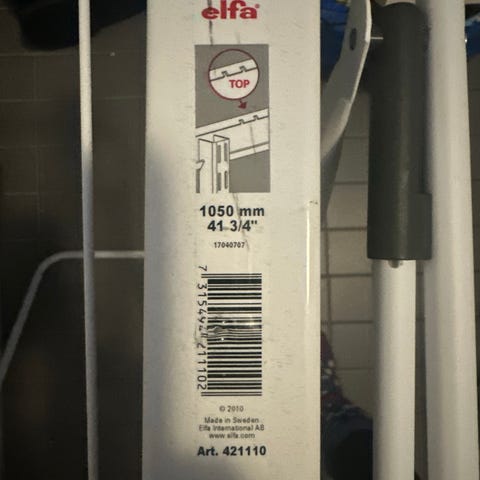 elfa®
TOP
1050 mm
41 3/4"
17040707
7 315494 211102
© 2010
Made in Sweden
Elfa International AB
www.elfa.com
Art. 421110